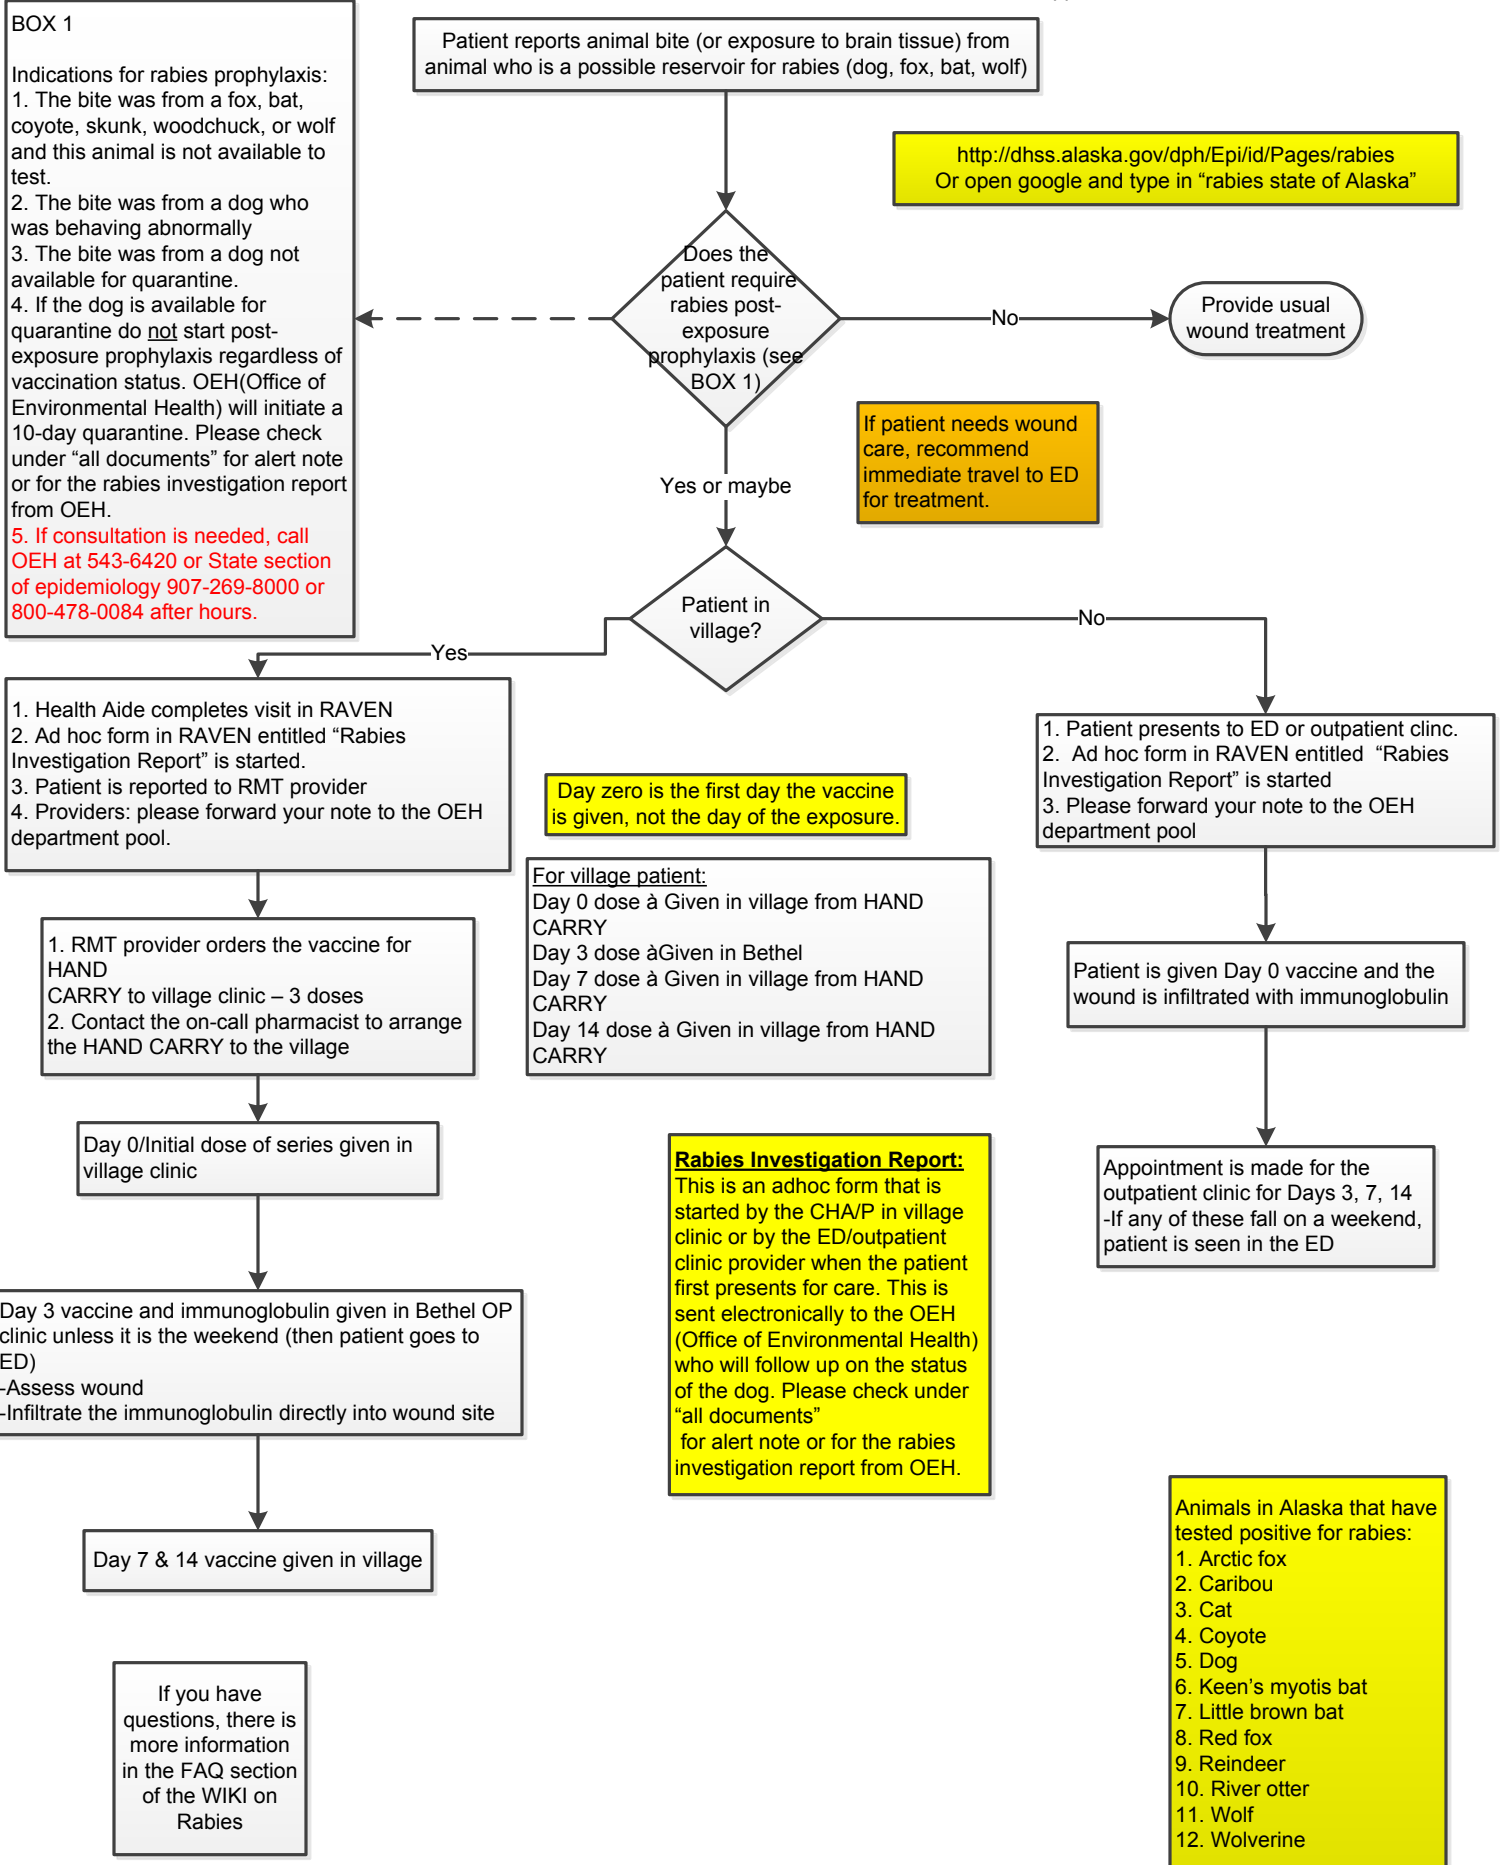 BOX 1
Indications for rabies prophylaxis:
1. The bite was from a fox, bat,
coyote, skunk, woodchuck, or wolf
and this animal is not available to
test.
2. The bite was from a dog who
was behaving abnormally
3. The bite was from a dog not
available for quarantine.
4. If the dog is available for
quarantine do not start post-
exposure prophylaxis regardless of
vaccination status. OEH(Office of
Environmental Health) will initiate a
10-day quarantine. Please check
under “all documents” for alert note
or for the rabies investigation report
from OEH.
5. If consultation is needed, call
OEH at 543-6420 or State section
of epidemiology 907-269-8000 or
800-478-0084 after hours.
Patient reports animal bite (or exposure to brain tissue) from
animal who is a possible reservoir for rabies (dog, fox, bat, wolf)
http://dhss.alaska.gov/dph/Epi/id/Pages/rabies
Or open google and type in “rabies state of Alaska”
Does the
patient require
rabies post-
exposure
prophylaxis (see
BOX 1)
No
Provide usual
wound treatment
If patient needs wound
care, recommend
immediate travel to ED
for treatment.
Yes or maybe
Patient in
village?
Yes
No
1. Health Aide completes visit in RAVEN
2. Ad hoc form in RAVEN entitled “Rabies
Investigation Report” is started.
3. Patient is reported to RMT provider
4. Providers: please forward your note to the OEH
department pool.
1. Patient presents to ED or outpatient clinc.
2. Ad hoc form in RAVEN entitled “Rabies
Investigation Report” is started
3. Please forward your note to the OEH
department pool
Day zero is the first day the vaccine
is given, not the day of the exposure.
For village patient:
Day 0 dose à Given in village from HAND
CARRY
Day 3 dose àGiven in Bethel
Day 7 dose à Given in village from HAND
CARRY
Day 14 dose à Given in village from HAND
CARRY
1. RMT provider orders the vaccine for
HAND
CARRY to village clinic – 3 doses
2. Contact the on-call pharmacist to arrange
the HAND CARRY to the village
Patient is given Day 0 vaccine and the
wound is infiltrated with immunoglobulin
Day 0/Initial dose of series given in
village clinic
Rabies Investigation Report:
This is an adhoc form that is
started by the CHA/P in village
clinic or by the ED/outpatient
clinic provider when the patient
first presents for care. This is
sent electronically to the OEH
(Office of Environmental Health)
who will follow up on the status
of the dog. Please check under
“all documents”
for alert note or for the rabies
investigation report from OEH.
Appointment is made for the
outpatient clinic for Days 3, 7, 14
-If any of these fall on a weekend,
patient is seen in the ED
Day 3 vaccine and immunoglobulin given in Bethel OP
clinic unless it is the weekend (then patient goes to
ED)
-Assess wound
-Infiltrate the immunoglobulin directly into wound site
Day 7 & 14 vaccine given in village
Animals in Alaska that have
tested positive for rabies:
1. Arctic fox
2. Caribou
3. Cat
4. Coyote
5. Dog
6. Keen’s myotis bat
7. Little brown bat
8. Red fox
9. Reindeer
10. River otter
11. Wolf
12. Wolverine
If you have
questions, there is
more information
in the FAQ section
of the WIKI on
Rabies